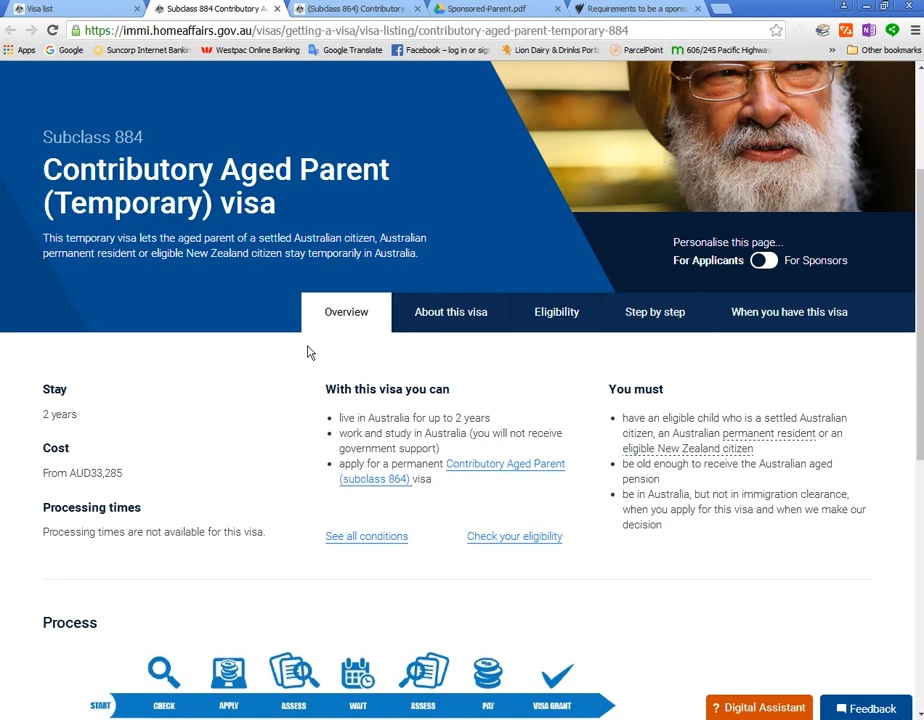 Visa list
Subclass 884 Contributory A
(Subclass 864) Contributory
Sponsored-Parent.pdf
Requirements to be a spons
https://immi.homeaffairs.gov.au/visas/getting-a-visa/visa-listing/contributory-aged-parent-temporary-884
Apps
Google
Suncorp Internet Bankin
Westpac Online Banking
Google Translate
Facebook – log in or sig
Lion Dairy & Drinks Porta
ParcelPoint
606/245 Pacific Highway
»
Other bookmarks
Subclass 884
Contributory Aged Parent
(Temporary) visa
This temporary visa lets the aged parent of a settled Australian citizen, Australian
permanent resident or eligible New Zealand citizen stay temporarily in Australia.
Personalise this page...
For Applicants
For Sponsors
Overview
About this visa
Eligibility
Step by step
When you have this visa
Stay
2 years
Cost
From AUD33,285
Processing times
Processing times are not available for this visa.
With this visa you can
• live in Australia for up to 2 years
• work and study in Australia (you will not receive
government support)
• apply for a permanent Contributory Aged Parent
(subclass 864) visa
See all conditions
Check your eligibility
You must
• have an eligible child who is a settled Australian
citizen, an Australian permanent resident or an
eligible New Zealand citizen
• be old enough to receive the Australian aged
pension
• be in Australia, but not in immigration clearance,
when you apply for this visa and when we make our
decision
Process
START
CHECK
APPLY
ASSESS
WAIT
ASSESS
PAY
VISA GRANT
? Digital Assistant
Feedback